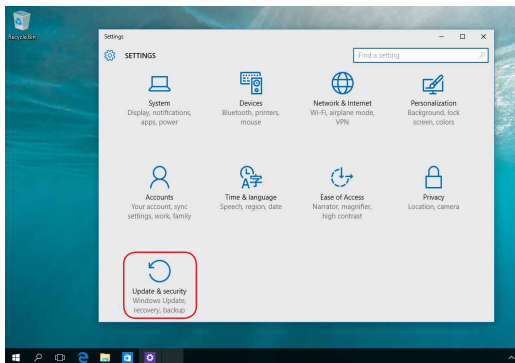 Recycle Bin
Settings
SETTINGS
Find a setting
System
Display, notifications,
apps, power
Devices
Bluetooth, printers,
mouse
Network & Internet
Wi-Fi, airplane mode,
VPN
Personalization
Background, lock
screen, colors
Accounts
Your account, sync
settings, work, family
Time & language
Speech, region, date
Ease of Access
Narrator, magnifier,
high contrast
Privacy
Location, camera
Update & security
Windows Update,
recovery, backup